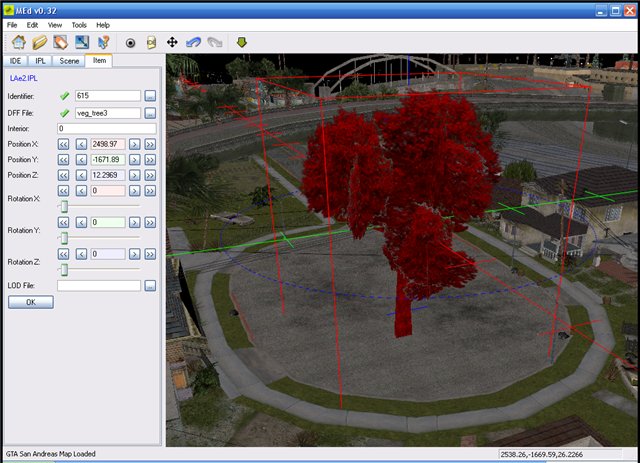 MEd v0.32
File Edit View Tools Help
IDE
IDE IPL Scene Item
LAe2.IPL
Identifier: 615 ...
DFF File: veg_tree3 ...
Interior: 0
Position X: << < 2498.97 > >>
Position Y: << < -1671.89 > >>
Position Z: << < 12.2969 > >>
<< < 0 > >>
Rotation X:
<< < 0 > >>
Rotation Y:
<< < 0 > >>
Rotation Z:
LOD File: ...
OK
GTA San Andreas Map Loaded 2538.26,-1669.59,26.2266